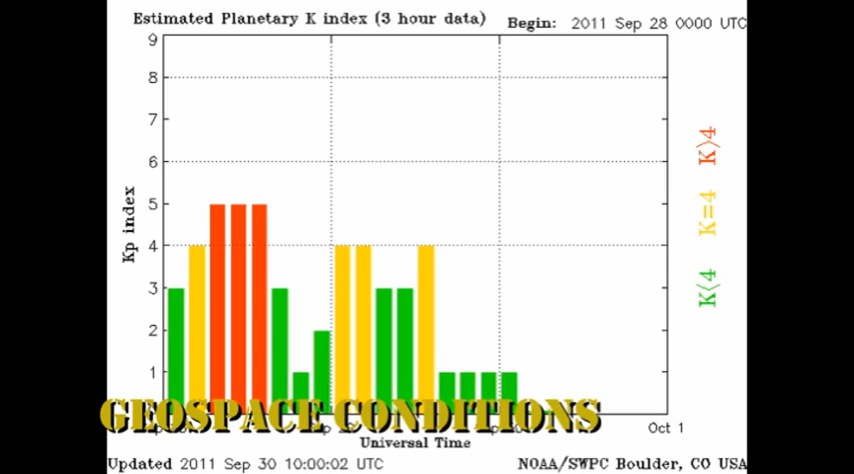 Estimated Planetary K index (3 hour data)
Begin: 2011 Sep 28 0000 UTC
9
8
7
6
5
4
3
2
1
Kp index
K>4
K=4
K<4
GEOSPACE CONDITIONS
Oct 1
Universal Time
Updated 2011 Sep 30 10:00:02 UTC
NOAA/SWPC Boulder, CO USA